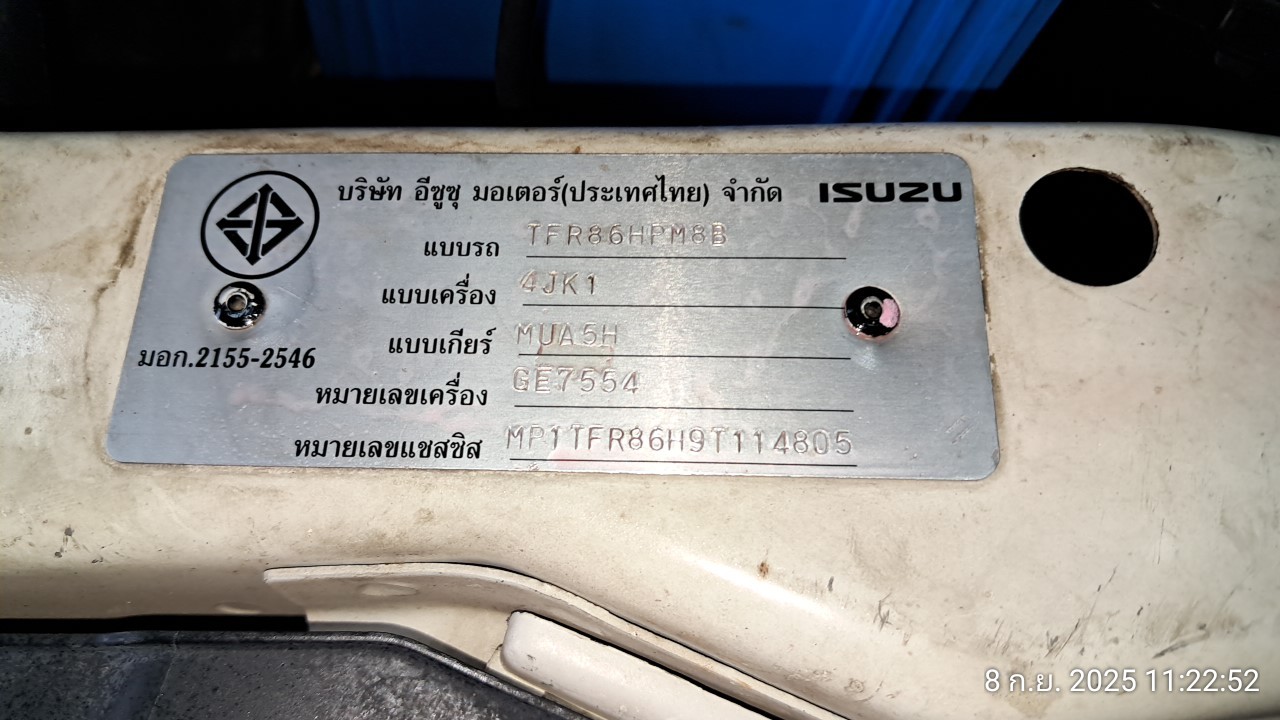 บริษัท อีซูซุ มอเตอร์(ประเทศไทย) จำกัด ISUZU
แบบรถ TFR86HPM8B
แบบเครื่อง 4JK1
แบบเกียร์ MUA5H
มอก.2155-2546
หมายเลขเครื่อง GE7554
หมายเลขแชสซิส MP1TFR86H9T114805
8 ก.ย. 2025 11:22:52